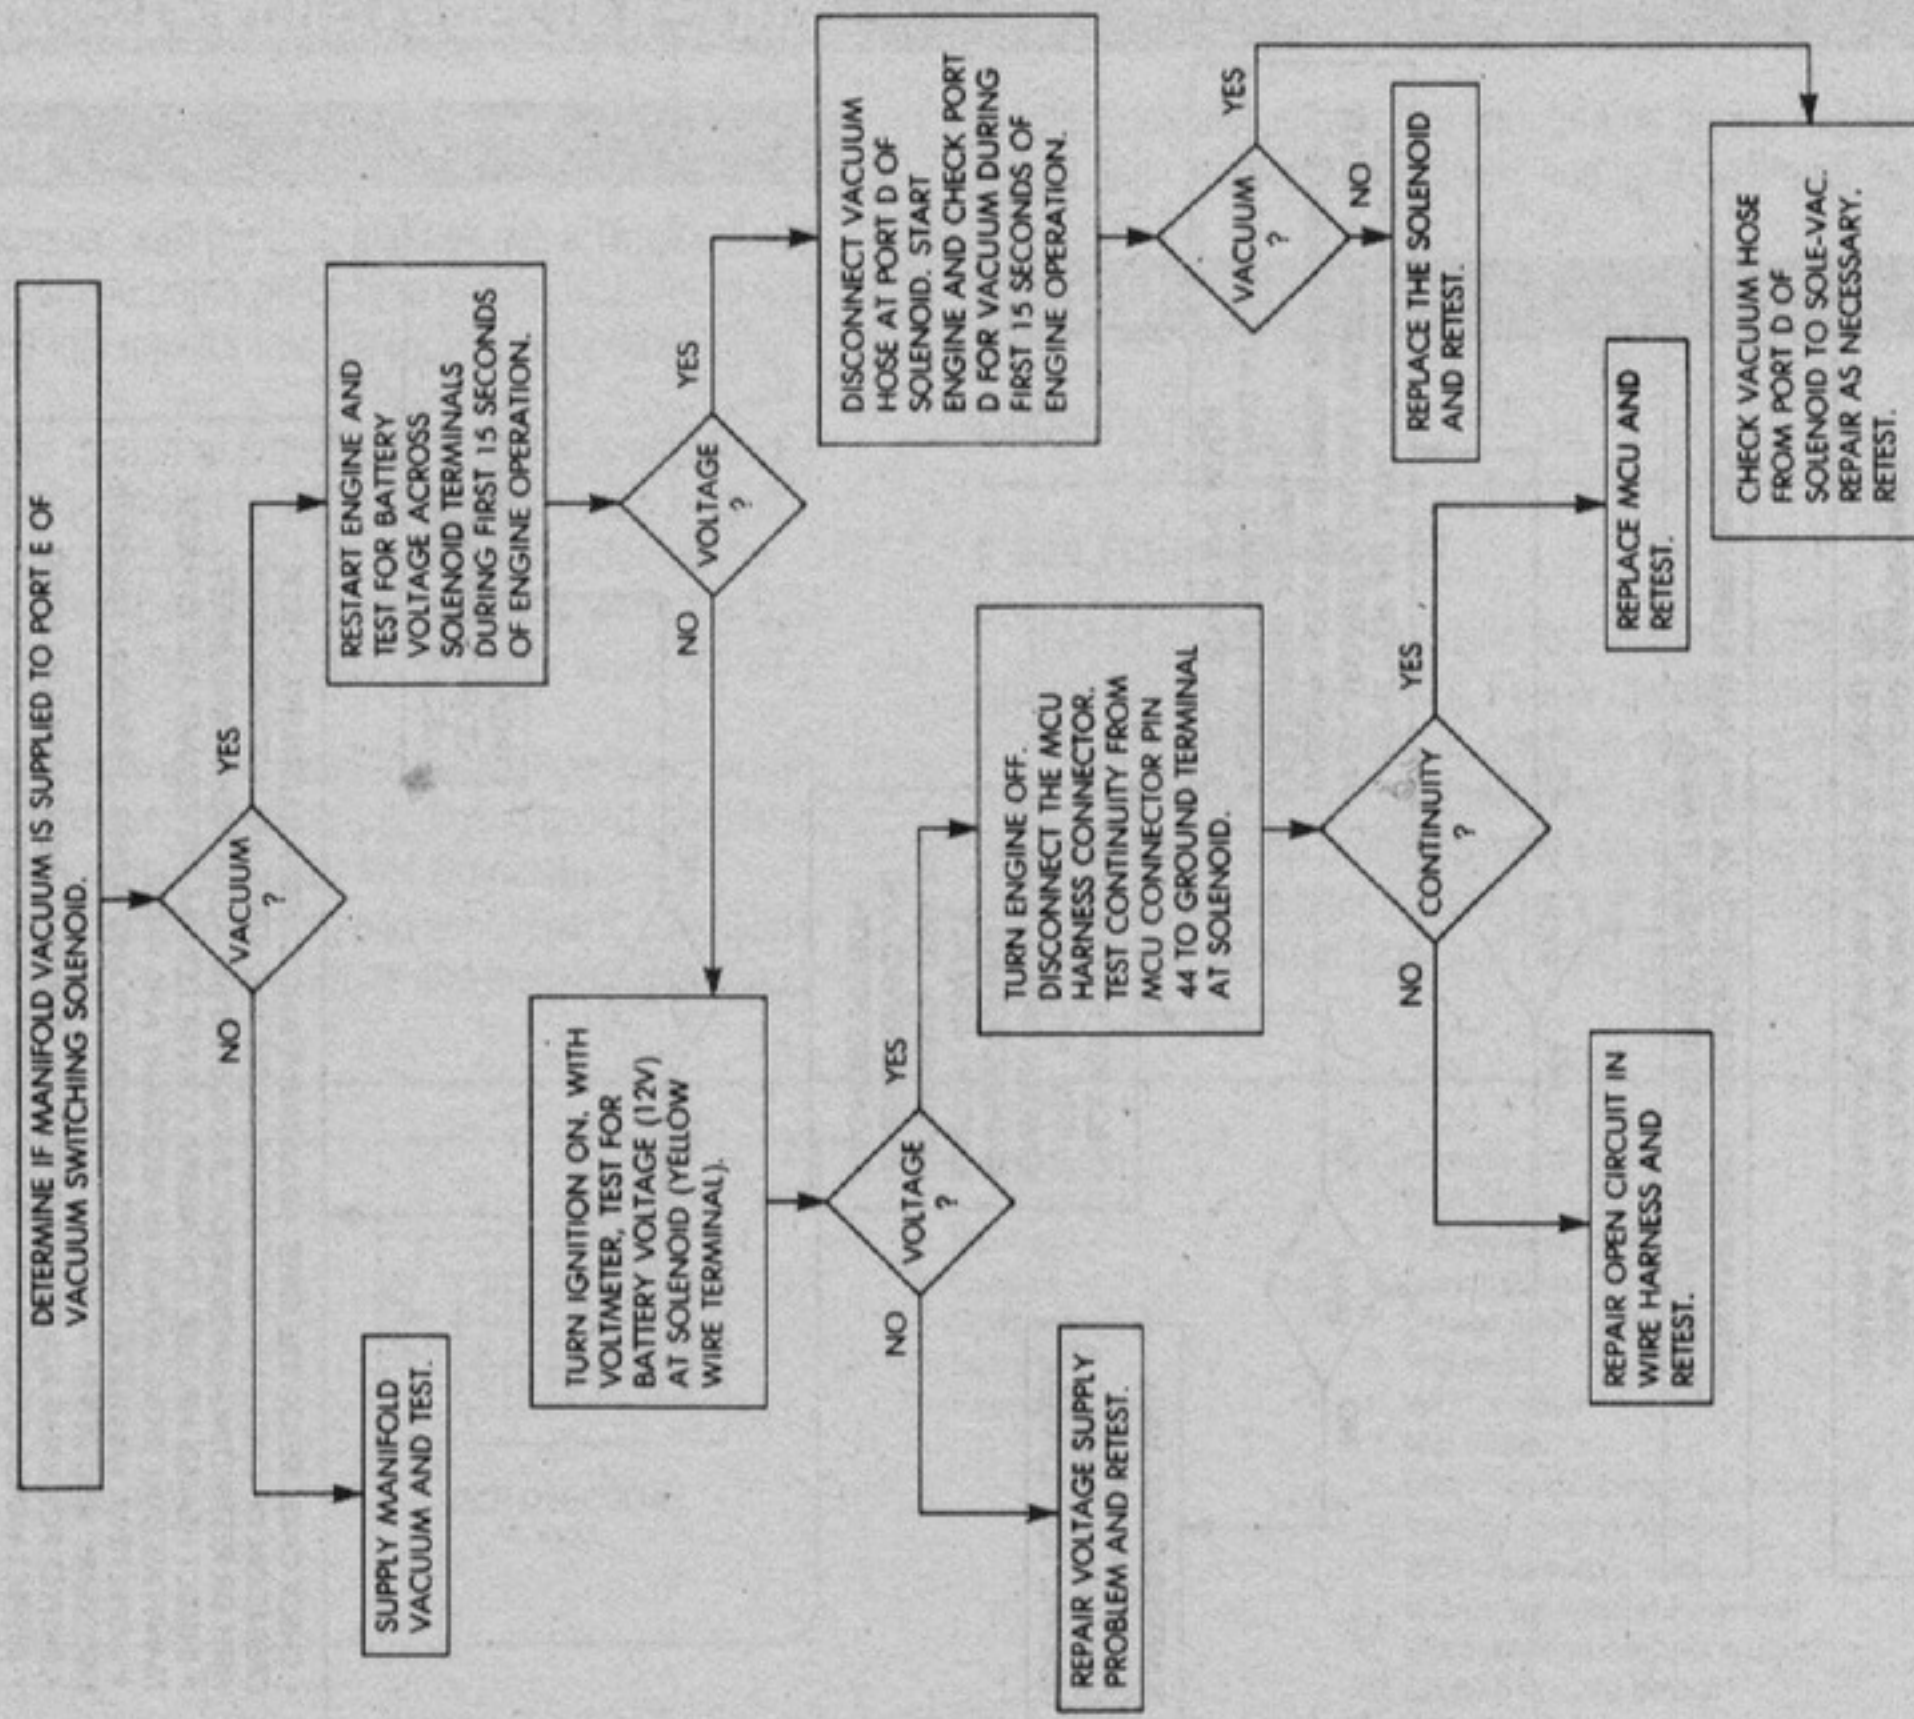 DETERMINE IF MANIFOLD VACUUM IS SUPPLIED TO PORT E OF
VACUUM SWITCHING SOLENOID.
VACUUM
?
NO
YES
SUPPLY MANIFOLD
VACUUM AND TEST.
RESTART ENGINE AND
TEST FOR BATTERY
VOLTAGE ACROSS
SOLENOID TERMINALS
DURING FIRST 15 SECONDS
OF ENGINE OPERATION.
VOLTAGE
?
NO
YES
TURN IGNITION ON. WITH
VOLTMETER, TEST FOR
BATTERY VOLTAGE (12V)
AT SOLENOID (YELLOW
WIRE TERMINAL).
DISCONNECT VACUUM
HOSE AT PORT D OF
SOLENOID. START
ENGINE AND CHECK PORT
D FOR VACUUM DURING
FIRST 15 SECONDS OF
ENGINE OPERATION.
VOLTAGE
?
NO
YES
REPAIR VOLTAGE SUPPLY
PROBLEM AND RETEST.
TURN ENGINE OFF.
DISCONNECT THE MCU
HARNESS CONNECTOR.
TEST CONTINUITY FROM
MCU CONNECTOR PIN
44 TO GROUND TERMINAL
AT SOLENOID.
VACUUM
?
YES
NO
REPLACE THE SOLENOID
AND RETEST.
CONTINUITY
?
NO
YES
REPAIR OPEN CIRCUIT IN
WIRE HARNESS AND
RETEST.
REPLACE MCU AND
RETEST.
CHECK VACUUM HOSE
FROM PORT D OF
SOLENOID TO SOLE-VAC.
REPAIR AS NECESSARY.
RETEST.